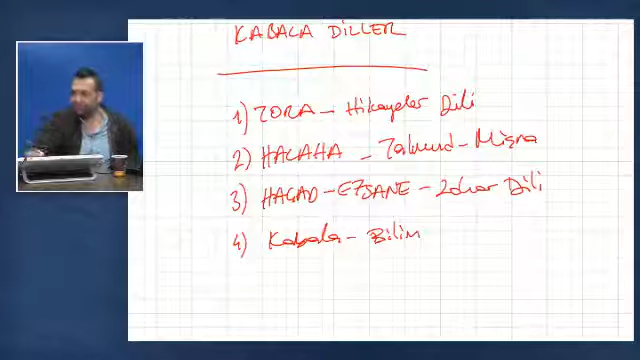 KABALA DİLLER
1) TORA - Hikayeler Dili
2) HALAHA - Talmud - Mişna
3) HAGAD - EFSANE - Zohar Dili
4) Kabala - Bilim